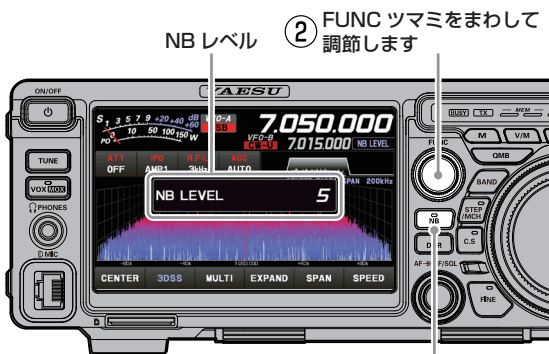 NB レベル
② FUNC ツマミをまわして
調節します
ON/OFF
YAESU
BUSY TX MEM
S 1 3 5 7 9 +20 +40 +60 dB
PO 0 10 50 100 150 W
VFO-A
7.050.000
VFO-B
CW-U 7.015.000 NB LEVEL
FUNC
M V/M
QMB
TUNE
ATT IPO R.FIL AGC
OFF AMP1 3kHz AUTO
VOX MOX
BAND
SPAN 200kHz
NB LEVEL 5
PHONES
NB
STEP
/MCH
MIC
C.S
7.050.000
AF RF/SQL
CENTER 3DSS MULTI EXPAND SPAN SPEED
FINE